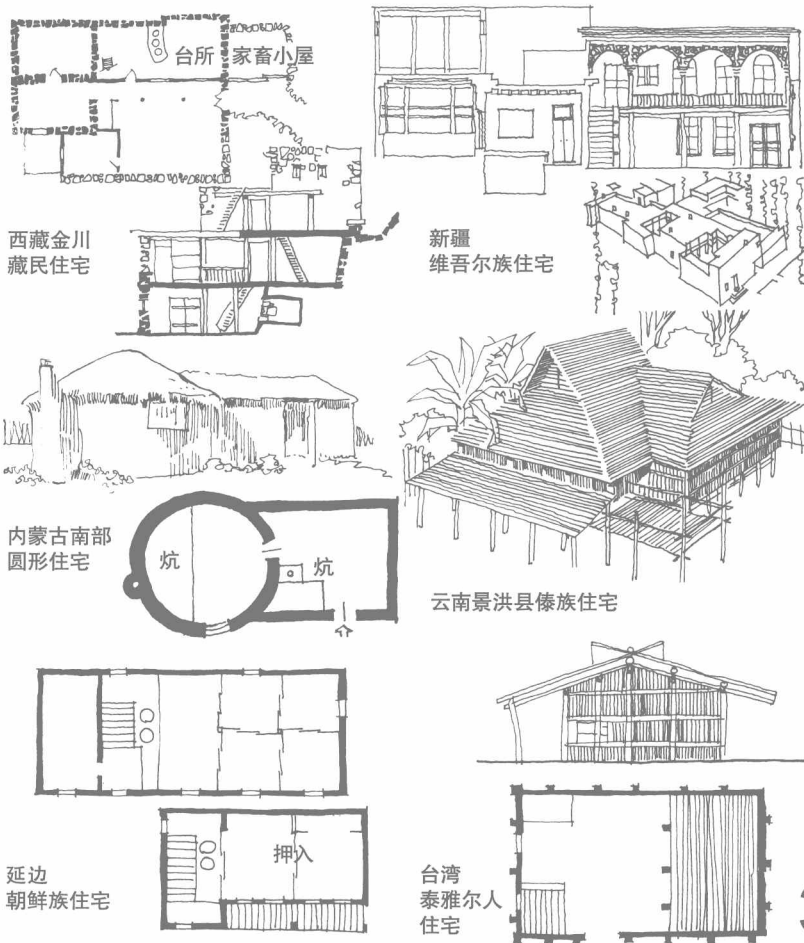 台所 家畜小屋
西藏金川
藏民住宅
新疆
维吾尔族住宅
内蒙古南部
圆形住宅
炕
炕
云南景洪县傣族住宅
延边
朝鲜族住宅
押入
台湾
泰雅尔人
住宅